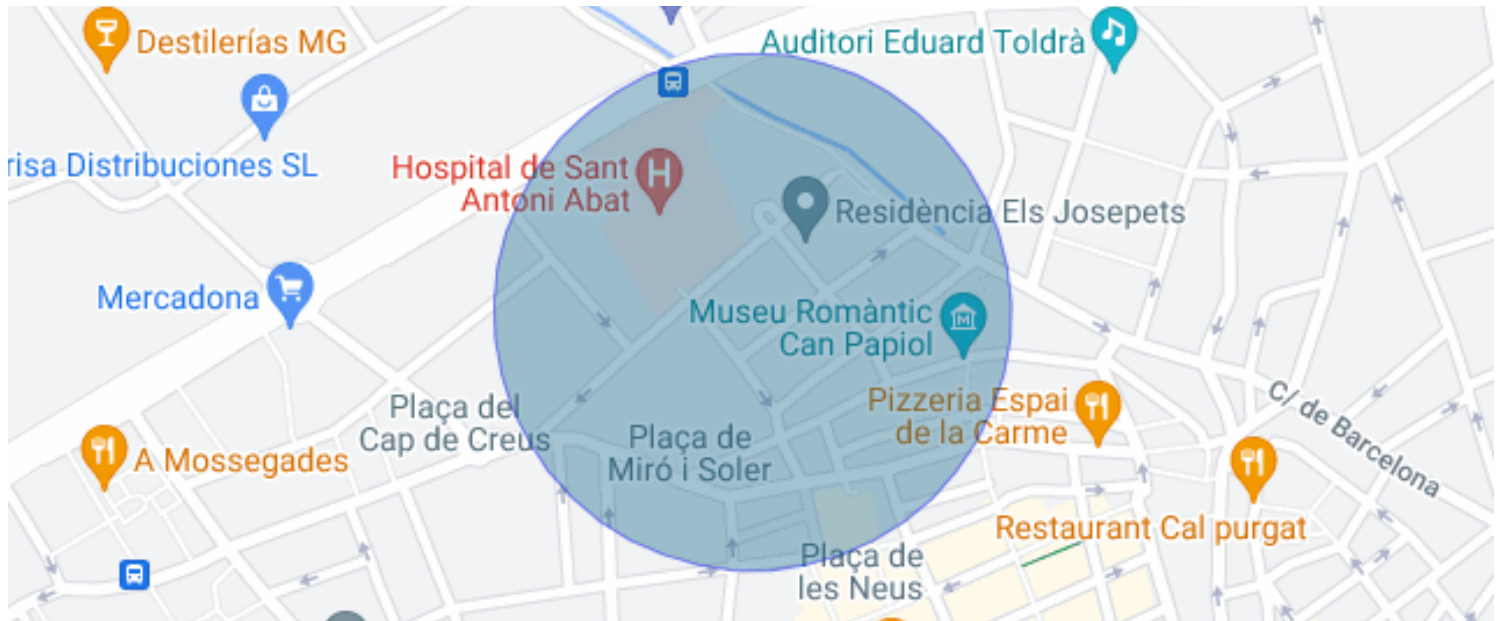 Destilerías MG
Auditori Eduard Toldrà
risa Distribuciones SL
Hospital de Sant
Antoni Abat
H
Residència Els Josepets
Mercadona
Museu Romàntic
Can Papiol
M
Plaça del
Cap de Creus
Pizzeria Espai
de la Carme
C/ de Barcelona
Plaça de
Miró i Soler
A Mossegades
Restaurant Cal purgat
Plaça de
les Neus